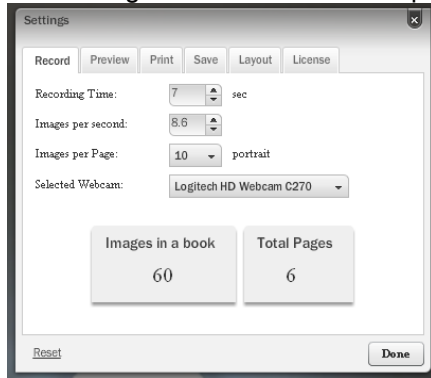 Settings
Record Preview Print Save Layout License
Recording Time: 7 sec
Images per second: 8.6
Images per Page: 10 portrait
Selected Webcam: Logitech HD Webcam C270
Images in a book Total Pages
60 6
Reset Done